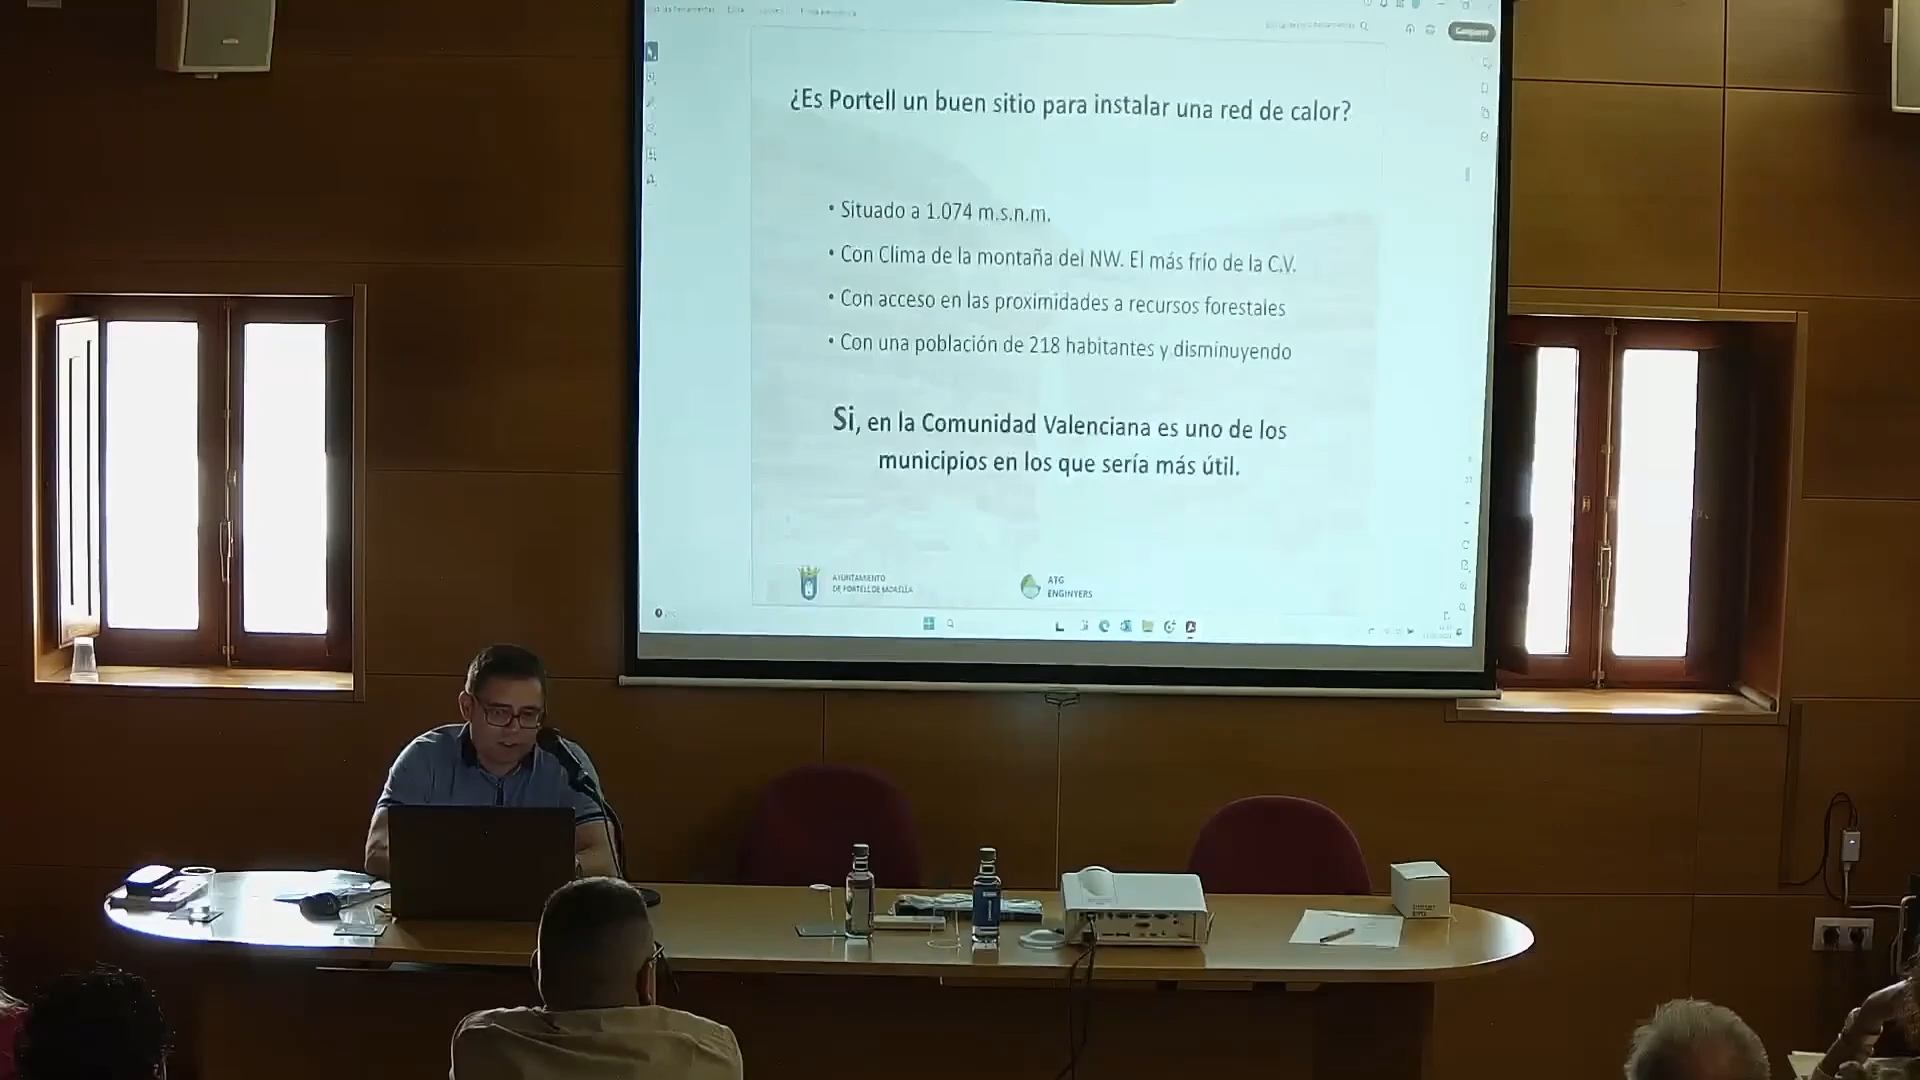 ¿Es Portell un buen sitio para instalar una red de calor?
• Situado a 1.074 m.s.n.m.
• Con Clima de la montaña del NW. El más frío de la C.V.
• Con acceso en las proximidades a recursos forestales
• Con una población de 218 habitantes y disminuyendo
Si, en la Comunidad Valenciana es uno de los
municipios en los que sería más útil.
AYUNTAMIENTO
DE PORTELL DE MORELLA
ATG
ENGINYERS